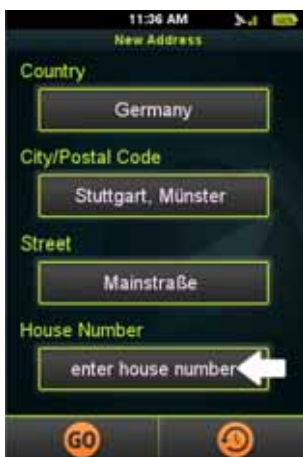 11:36 AM
New Address
Country
Germany
City/Postal Code
Stuttgart, Münster
Street
Mainstraße
House Number
enter house number
GO